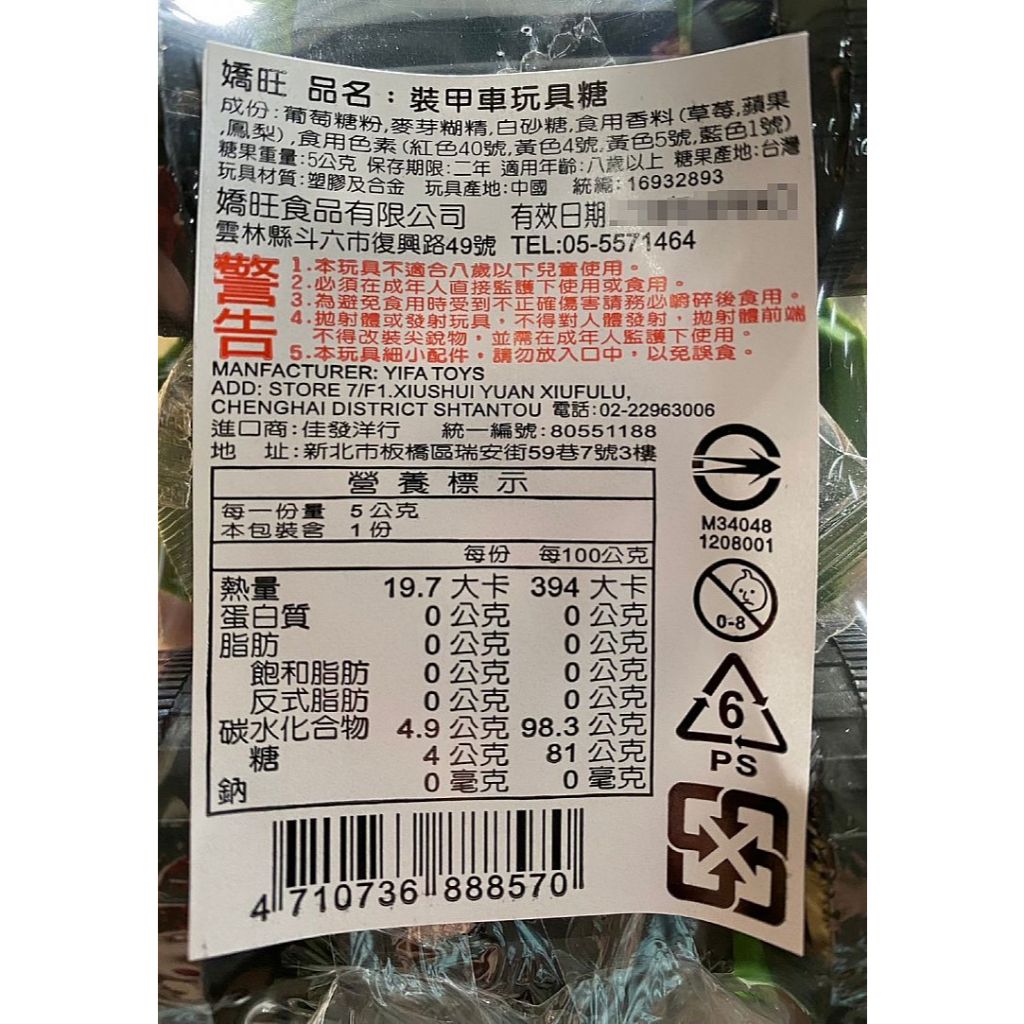 嬌旺 品名：裝甲車玩具糖
成份:葡萄糖粉,麥芽糊精,白砂糖,食用香料(草莓,蘋果
,鳳梨),食用色素(紅色40號,黃色4號,黃色5號,藍色1號)
糖果重量:5公克 保存期限:二年 適用年齡:八歲以上 糖果產地:台灣
玩具材質:塑膠及合金 玩具產地:中國 統編:16932893
嬌旺食品有限公司 有效日期
雲林縣斗六市復興路49號 TEL:05-5571464
警告
1.本玩具不適合八歲以下兒童使用。
2.必須在成年人直接監護下使用或食用。
3.為避免食用時受到不正確傷害請務必嚼碎後食用。
4.拋射體或發射玩具，不得對人體發射，拋射體前端
不得改裝尖銳物，並需在成年人監護下使用。
5.本玩具細小配件，請勿放入口中，以免誤食。
MANFACTURER: YIFA TOYS
ADD: STORE 7/F1.XIUSHUI YUAN XIUFULU,
CHENGHAI DISTRICT SHTANTOU 電話:02-22963006
進口商:佳發洋行 統一編號:80551188
地 址:新北市板橋區瑞安街59巷7號3樓
M34048
1208001
營養標示
每一份量 5公克
本包裝含 1份
每份 每100公克
熱量 19.7 大卡 394 大卡
蛋白質 0 公克 0 公克
脂肪 0 公克 0 公克
飽和脂肪 0 公克 0 公克
反式脂肪 0 公克 0 公克
碳水化合物 4.9 公克 98.3 公克
糖 4 公克 81 公克
鈉 0 毫克 0 毫克
0-8
6
PS
4 710736 888570